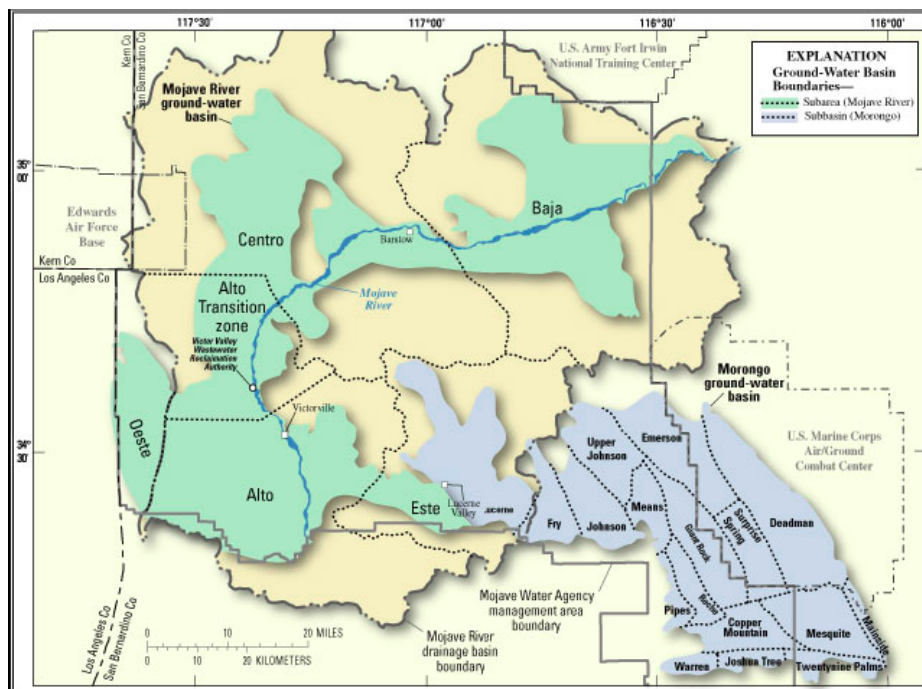 117°30'
117°00'
116°30'
116°00'
Kern Co
San Bernardino Co
U.S. Army Fort Irwin
National Training Center
EXPLANATION
Ground-Water Basin
Boundaries—
Subarea (Mojave River)
Subbasin (Morongo)
Mojave River
ground-water
basin
35°
00'
Edwards
Air Force
Base
Baja
Centro
Barstow
Kern Co
Los Angeles Co
Alto
Transition
zone
Mojave
River
Victor Valley
Wastewater
Reclamation
Authority
Morongo
ground-water
basin
Victorville
Oeste
34°
30'
Upper
Johnson
Emerson
U.S. Marine Corps
Air/Ground
Combat Center
Alto
Este
Lucerne
Valley
.ucerne
Fry
Johnson
Means
Giant Rock
Surprise
Spring
Deadman
Mojave Water Agency
management area
boundary
Pipes
Reche
Copper
Mountain
Mesquite
Mainside
Los Angeles Co
San Bernardino Co
0 10 20 MILES
0 10 20 KILOMETERS
Mojave River
drainage basin
boundary
Warren
Joshua Tree
Twentynine Palms